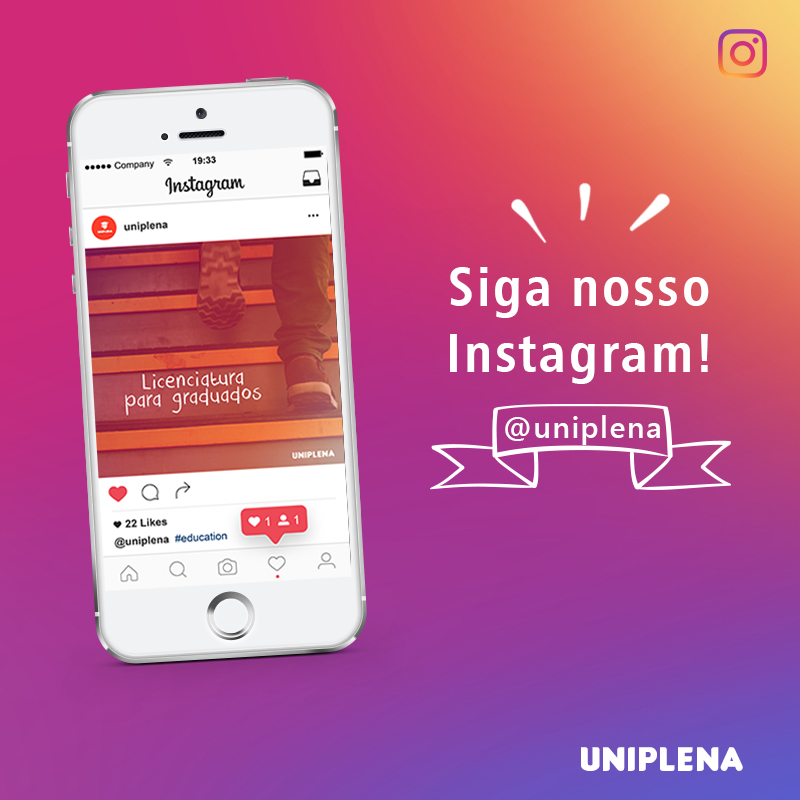 Company 19:33
Instagram
UNIPLENA
uniplena
Licenciatura
para graduados
UNIPLENA
22 Likes
@uniplena #education
1 1
Siga nosso
Instagram!
@uniplena
UNIPLENA